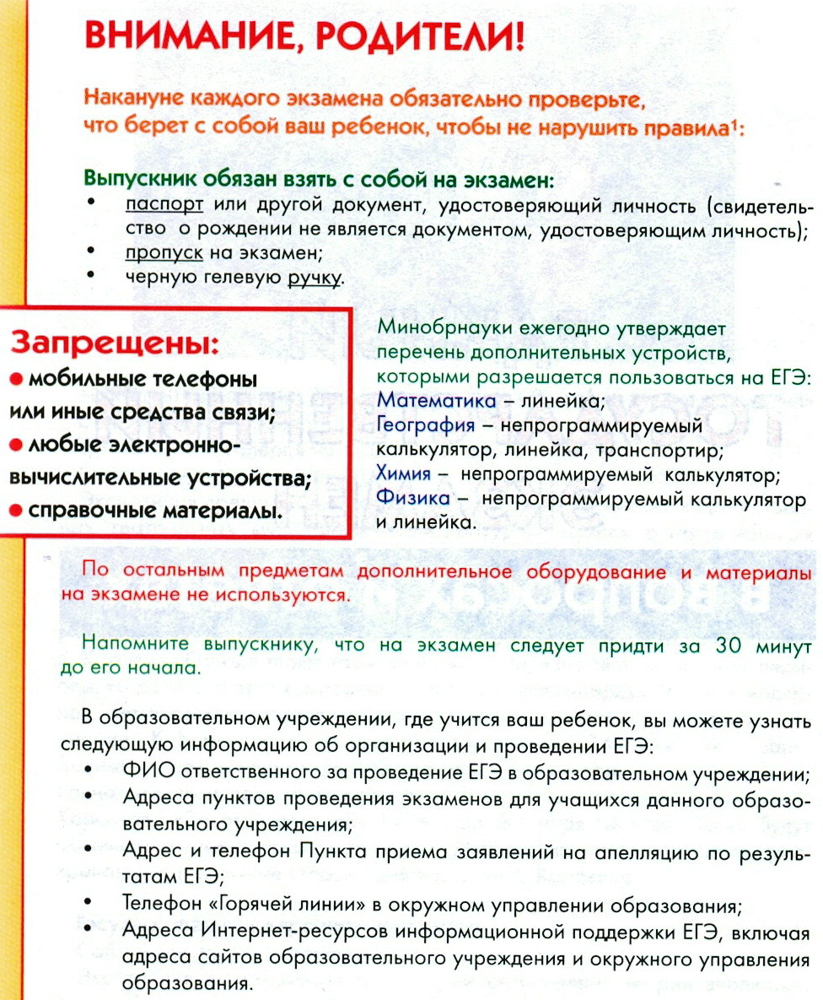 ВНИМАНИЕ, РОДИТЕЛИ!
Накануне каждого экзамена обязательно проверьте,
что берет с собой ваш ребенок, чтобы не нарушить правила¹:
Выпускник обязан взять с собой на экзамен:
• паспорт или другой документ, удостоверяющий личность (свидетель-
ство о рождении не является документом, удостоверяющим личность);
• пропуск на экзамен;
• черную гелевую ручку.
Запрещены:
• мобильные телефоны
или иные средства связи;
• любые электронно-
вычислительные устройства;
• справочные материалы.
Минобрнауки ежегодно утверждает
перечень дополнительных устройств,
которыми разрешается пользоваться на ЕГЭ:
Математика – линейка;
География – непрограммируемый
калькулятор, линейка, транспортир;
Химия – непрограммируемый калькулятор;
Физика – непрограммируемый калькулятор
и линейка.
По остальным предметам дополнительное оборудование и материалы
на экзамене не используются.
Напомните выпускнику, что на экзамен следует придти за 30 минут
до его начала.
В образовательном учреждении, где учится ваш ребенок, вы можете узнать
следующую информацию об организации и проведении ЕГЭ:
• ФИО ответственного за проведение ЕГЭ в образовательном учреждении;
• Адреса пунктов проведения экзаменов для учащихся данного образо-
вательного учреждения;
• Адрес и телефон Пункта приема заявлений на апелляцию по резуль-
татам ЕГЭ;
• Телефон «Горячей линии» в окружном управлении образования;
• Адреса Интернет-ресурсов информационной поддержки ЕГЭ, включая
адреса сайтов образовательного учреждения и окружного управления
образования.